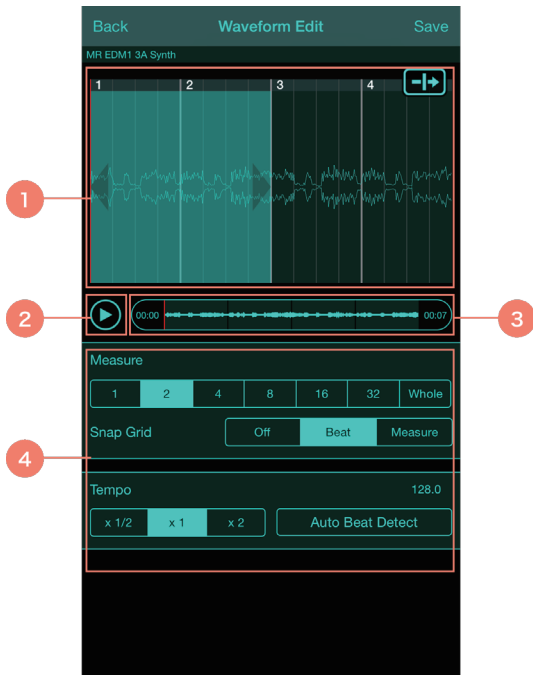 Back Waveform Edit Save
MR EDM1 3A Synth
1 2 3 4
1
2 00:00 00:07 3
Measure
1 2 4 8 16 32 Whole
Snap Grid Off Beat Measure
4
Tempo 128.0
x 1/2 x 1 x 2 Auto Beat Detect